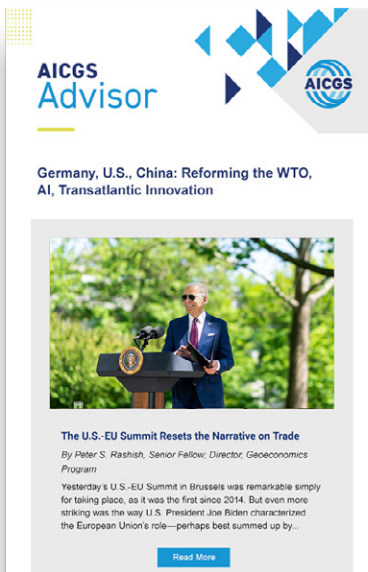 AICGS
Advisor
AICGS
Germany, U.S., China: Reforming the WTO,
AI, Transatlantic Innovation
The U.S.-EU Summit Resets the Narrative on Trade
By Peter S. Rashish, Senior Fellow; Director, Geoeconomics
Program
Yesterday's U.S.-EU Summit in Brussels was remarkable simply
for taking place, as it was the first since 2014. But even more
striking was the way U.S. President Joe Biden characterized
the European Union's role—perhaps best summed up by...
Read More